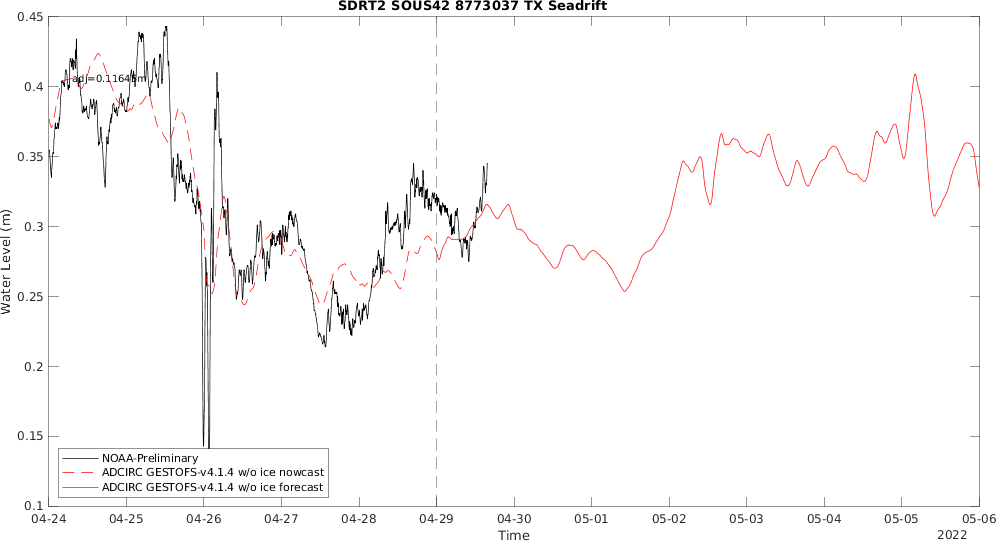 SDRT2 SOUS42 8773037 TX Seadrift
0.45
0.4
0.35
0.3
0.25
0.2
0.15
0.1
Water Level (m)
adj=0.11645m
NOAA-Preliminary
ADCIRC GESTOFS-v4.1.4 w/o ice nowcast
ADCIRC GESTOFS-v4.1.4 w/o ice forecast
04-24 04-25 04-26 04-27 04-28 04-29 04-30 05-01 05-02 05-03 05-04 05-05 05-06
Time
2022